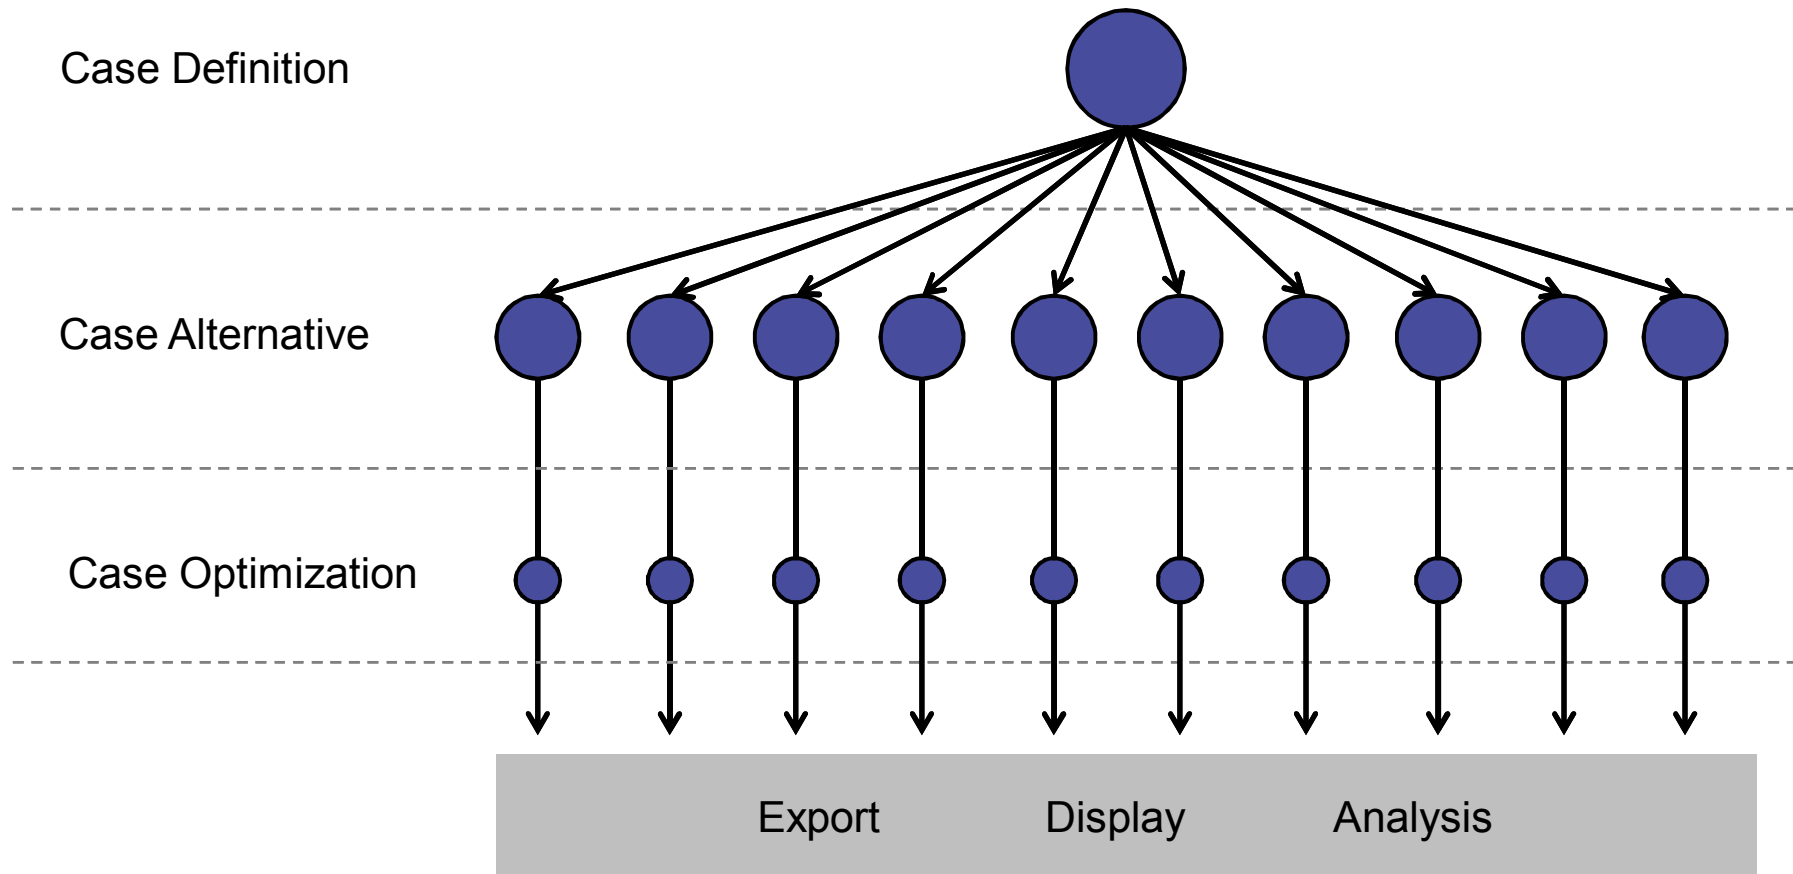 Case Definition
Case Alternative
Case Optimization
Export Display Analysis